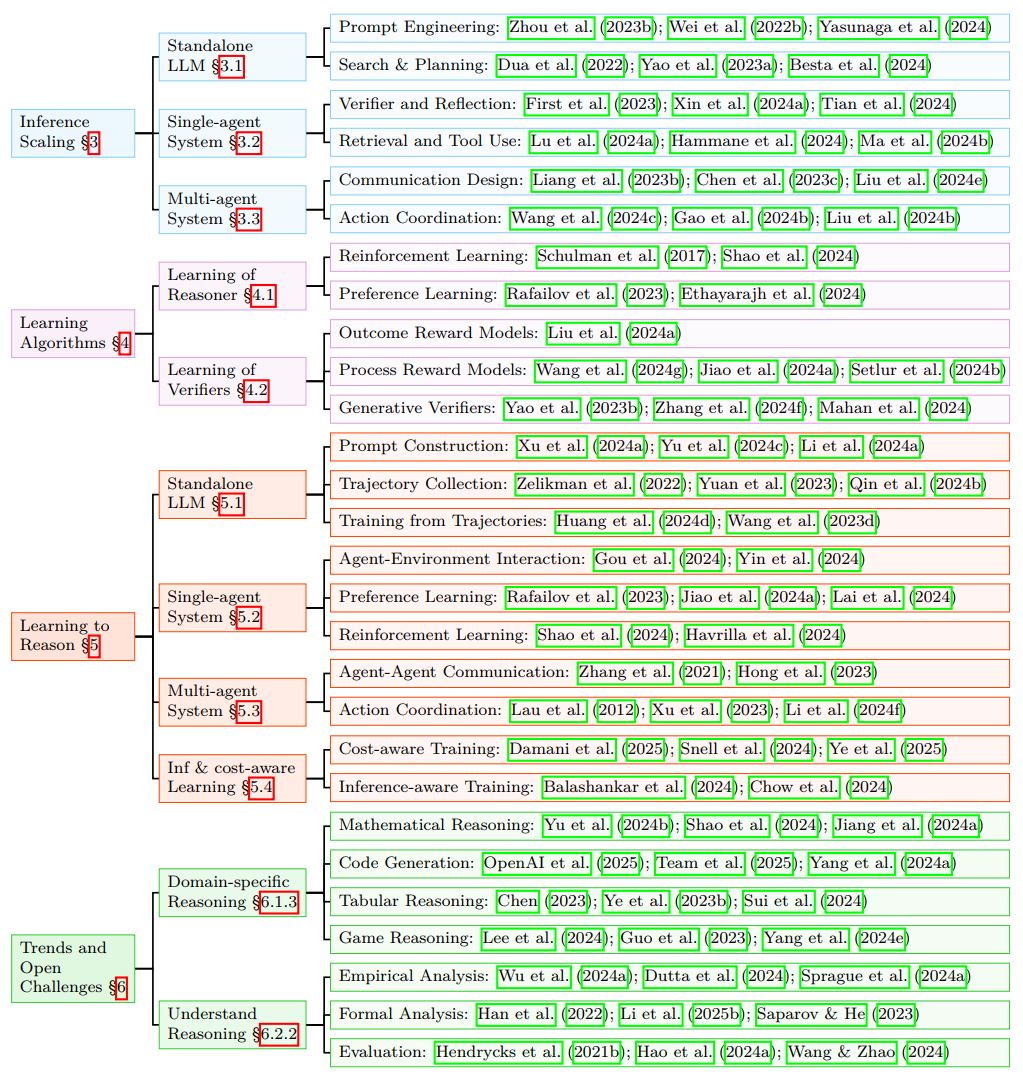 Inference
Scaling §3
Standalone
LLM §3.1
Prompt Engineering: Zhou et al. (2023b); Wei et al. (2022b); Yasunaga et al. (2024)
Search & Planning: Dua et al. (2022); Yao et al. (2023a); Besta et al. (2024)
Single-agent
System §3.2
Verifier and Reflection: First et al. (2023); Xin et al. (2024a); Tian et al. (2024)
Retrieval and Tool Use: Lu et al. (2024a); Hammane et al. (2024); Ma et al. (2024b)
Multi-agent
System §3.3
Communication Design: Liang et al. (2023b); Chen et al. (2023c); Liu et al. (2024e)
Action Coordination: Wang et al. (2024c); Gao et al. (2024b); Liu et al. (2024b)
Learning
Algorithms §4
Learning of
Reasoner §4.1
Reinforcement Learning: Schulman et al. (2017); Shao et al. (2024)
Preference Learning: Rafailov et al. (2023); Ethayarajh et al. (2024)
Learning of
Verifiers §4.2
Outcome Reward Models: Liu et al. (2024a)
Process Reward Models: Wang et al. (2024g); Jiao et al. (2024a); Setlur et al. (2024b)
Generative Verifiers: Yao et al. (2023b); Zhang et al. (2024f); Mahan et al. (2024)
Learning to
Reason §5
Standalone
LLM §5.1
Prompt Construction: Xu et al. (2024a); Yu et al. (2024c); Li et al. (2024a)
Trajectory Collection: Zelikman et al. (2022); Yuan et al. (2023); Qin et al. (2024b)
Training from Trajectories: Huang et al. (2024d); Wang et al. (2023d)
Single-agent
System §5.2
Agent-Environment Interaction: Gou et al. (2024); Yin et al. (2024)
Preference Learning: Rafailov et al. (2023); Jiao et al. (2024a); Lai et al. (2024)
Reinforcement Learning: Shao et al. (2024); Havrilla et al. (2024)
Multi-agent
System §5.3
Agent-Agent Communication: Zhang et al. (2021); Hong et al. (2023)
Action Coordination: Lau et al. (2012); Xu et al. (2023); Li et al. (2024f)
Inf & cost-aware
Learning §5.4
Cost-aware Training: Damani et al. (2025); Snell et al. (2024); Ye et al. (2025)
Inference-aware Training: Balashankar et al. (2024); Chow et al. (2024)
Trends and
Open
Challenges §6
Domain-specific
Reasoning §6.1.3
Mathematical Reasoning: Yu et al. (2024b); Shao et al. (2024); Jiang et al. (2024a)
Code Generation: OpenAI et al. (2025); Team et al. (2025); Yang et al. (2024a)
Tabular Reasoning: Chen (2023); Ye et al. (2023b); Sui et al. (2024)
Game Reasoning: Lee et al. (2024); Guo et al. (2023); Yang et al. (2024e)
Understand
Reasoning §6.2.2
Empirical Analysis: Wu et al. (2024a); Dutta et al. (2024); Sprague et al. (2024a)
Formal Analysis: Han et al. (2022); Li et al. (2025b); Saparov & He (2023)
Evaluation: Hendrycks et al. (2021b); Hao et al. (2024a); Wang & Zhao (2024)